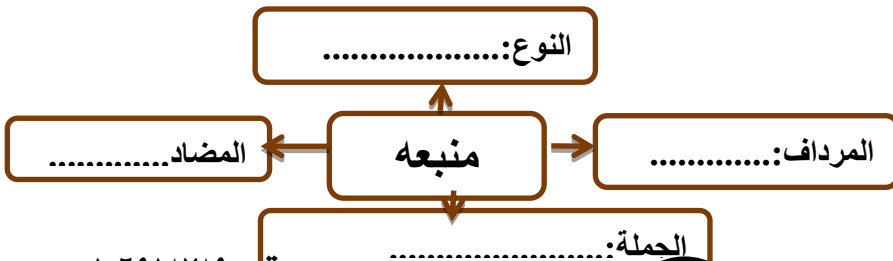 النوع:...................
المرداف:.............
منبعه
المضاد.............
الجملة:.......................